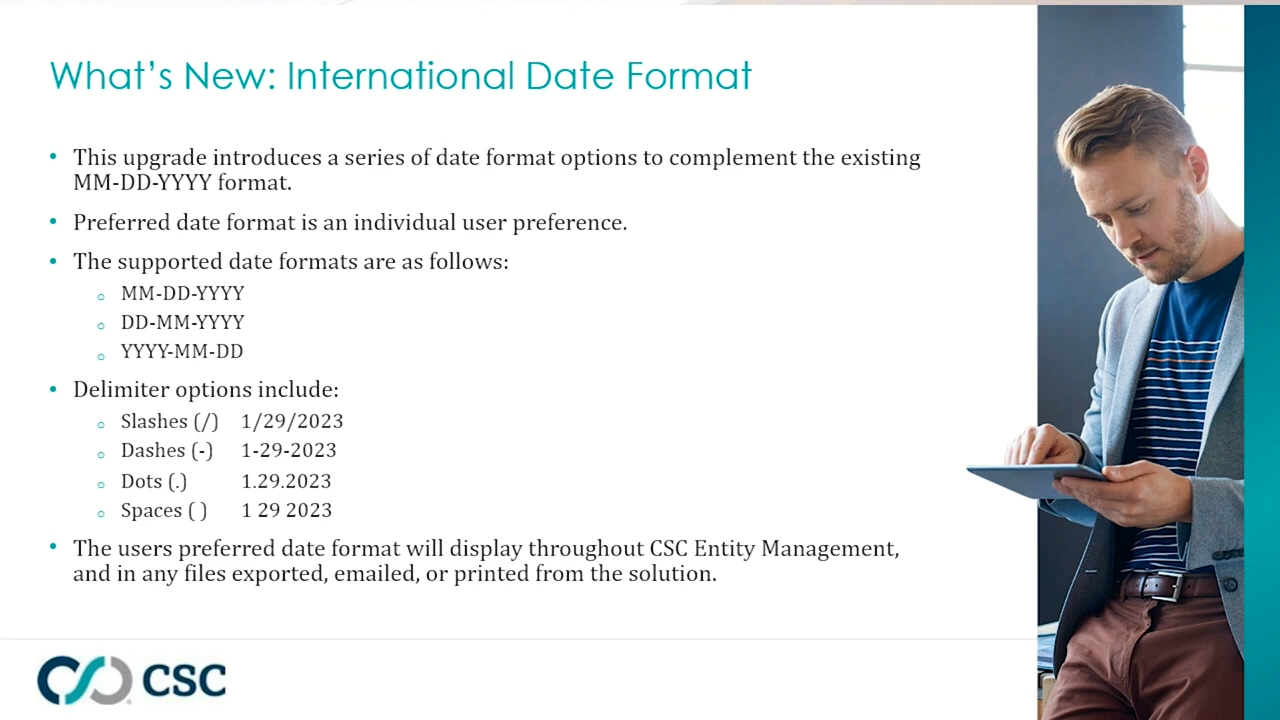 What's New: International Date Format
• This upgrade introduces a series of date format options to complement the existing
MM-DD-YYYY format.
• Preferred date format is an individual user preference.
• The supported date formats are as follows:
o MM-DD-YYYY
o DD-MM-YYYY
o YYYY-MM-DD
• Delimiter options include:
o Slashes (/) 1/29/2023
o Dashes (-) 1-29-2023
o Dots (.) 1.29.2023
o Spaces ( ) 1 29 2023
• The users preferred date format will display throughout CSC Entity Management,
and in any files exported, emailed, or printed from the solution.
CSC